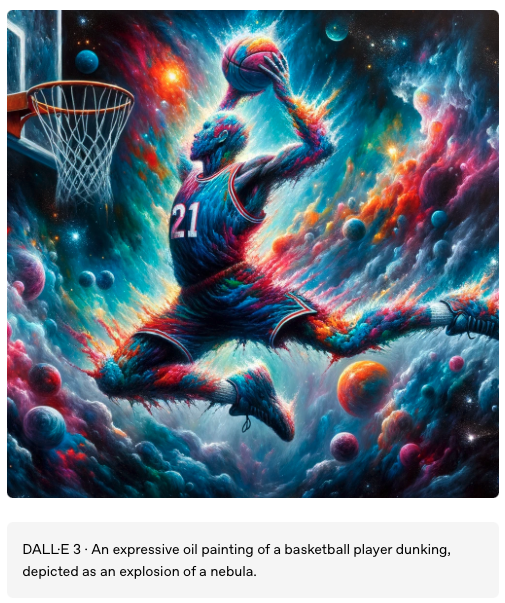 21
DALL·E 3 · An expressive oil painting of a basketball player dunking,
depicted as an explosion of a nebula.